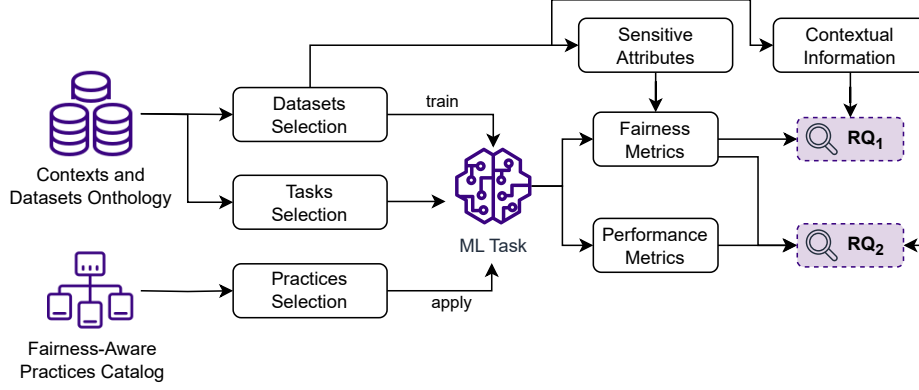 Sensitive
Attributes
Contextual
Information
Datasets
Selection
train
Fairness
Metrics
RQ1
Contexts and
Datasets Onthology
Tasks
Selection
ML Task
Performance
Metrics
RQ2
Practices
Selection
apply
Fairness-Aware
Practices Catalog